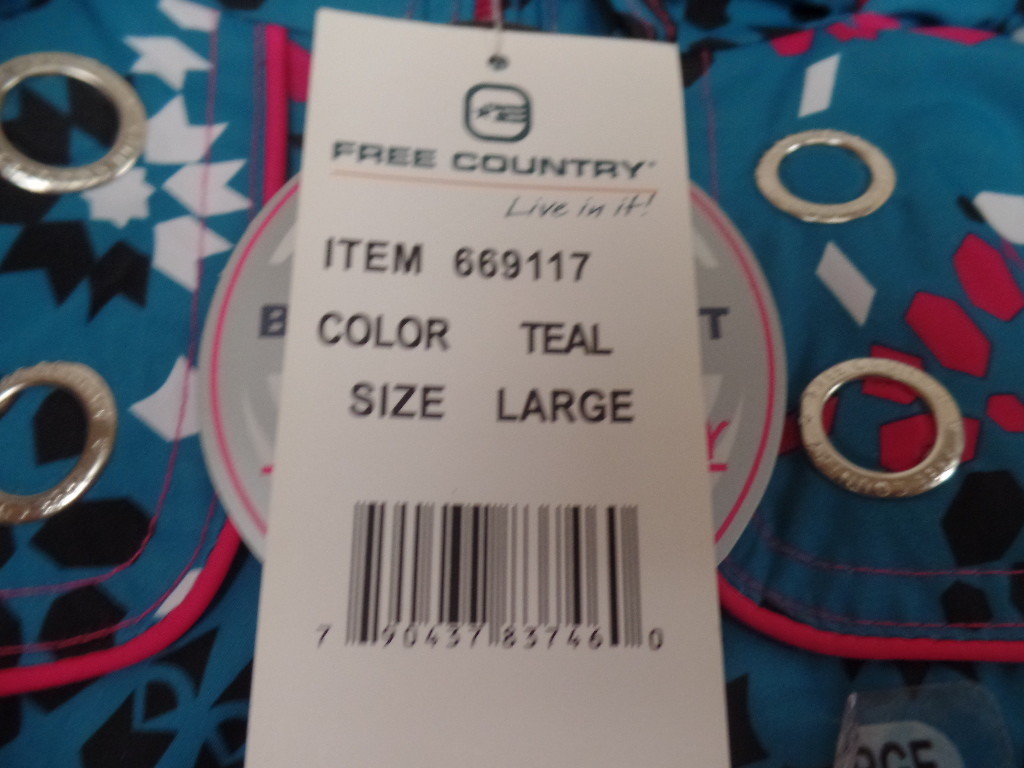 FREE COUNTRY
Live in it!
ITEM 669117
COLOR TEAL
SIZE LARGE
7 90437 83746 0